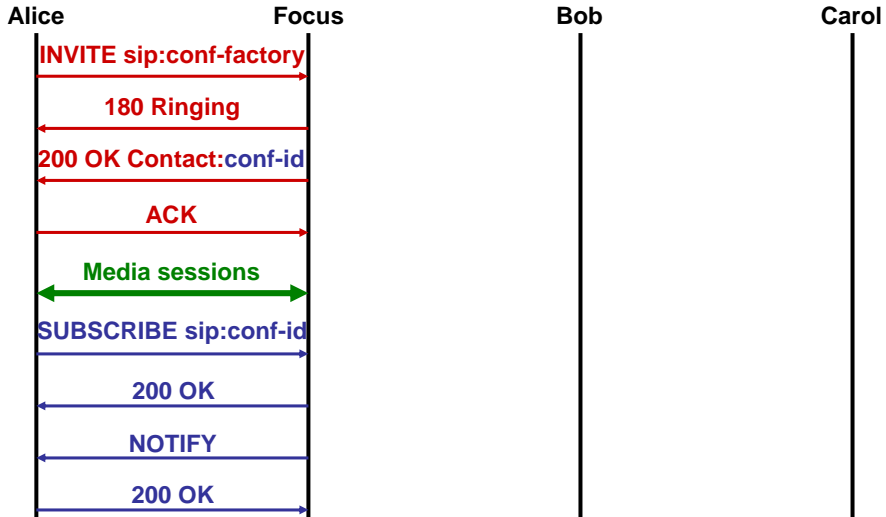 Alice Focus Bob Carol
INVITE sip:conf-factory
180 Ringing
200 OK Contact:conf-id
ACK
Media sessions
SUBSCRIBE sip:conf-id
200 OK
NOTIFY
200 OK